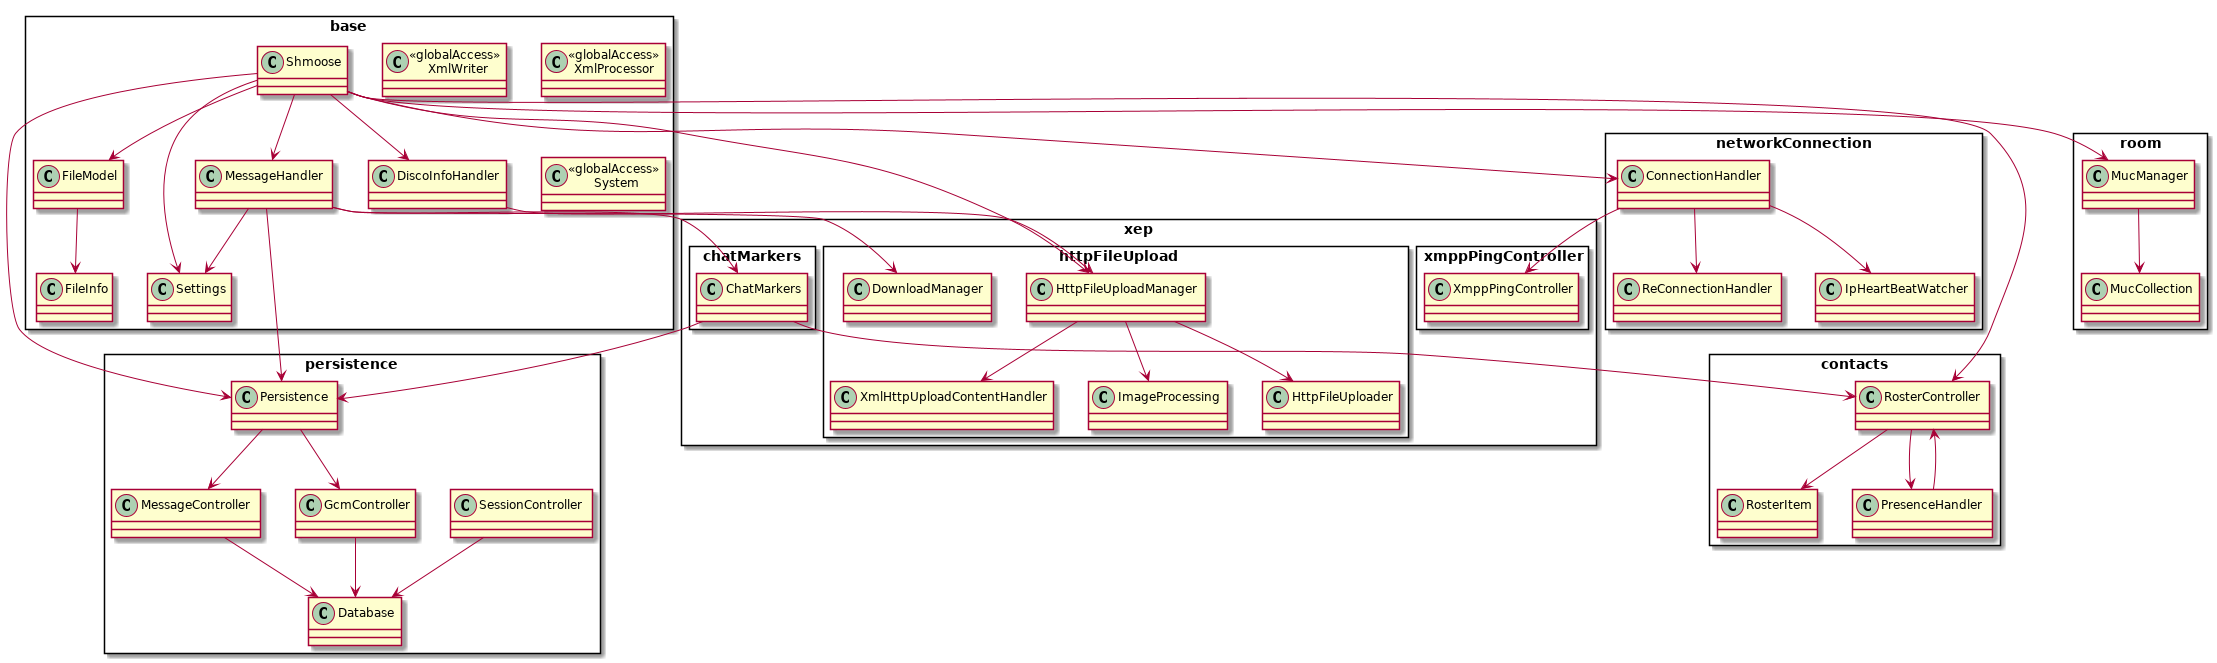 base
C Shmoose
C «globalAccess»
XmlWriter
C «globalAccess»
XmlProcessor
C FileModel
C MessageHandler
C DiscoInfoHandler
C «globalAccess»
System
C FileInfo
C Settings
networkConnection
C ConnectionHandler
C ReConnectionHandler
C IpHeartBeatWatcher
room
C MucManager
C MucCollection
xep
chatMarkers
C ChatMarkers
httpFileUpload
C DownloadManager
C HttpFileUploadManager
C XmlHttpUploadContentHandler
C ImageProcessing
C HttpFileUploader
xmppPingController
C XmppPingController
persistence
C Persistence
C MessageController
C GcmController
C SessionController
C Database
contacts
C RosterController
C RosterItem
C PresenceHandler